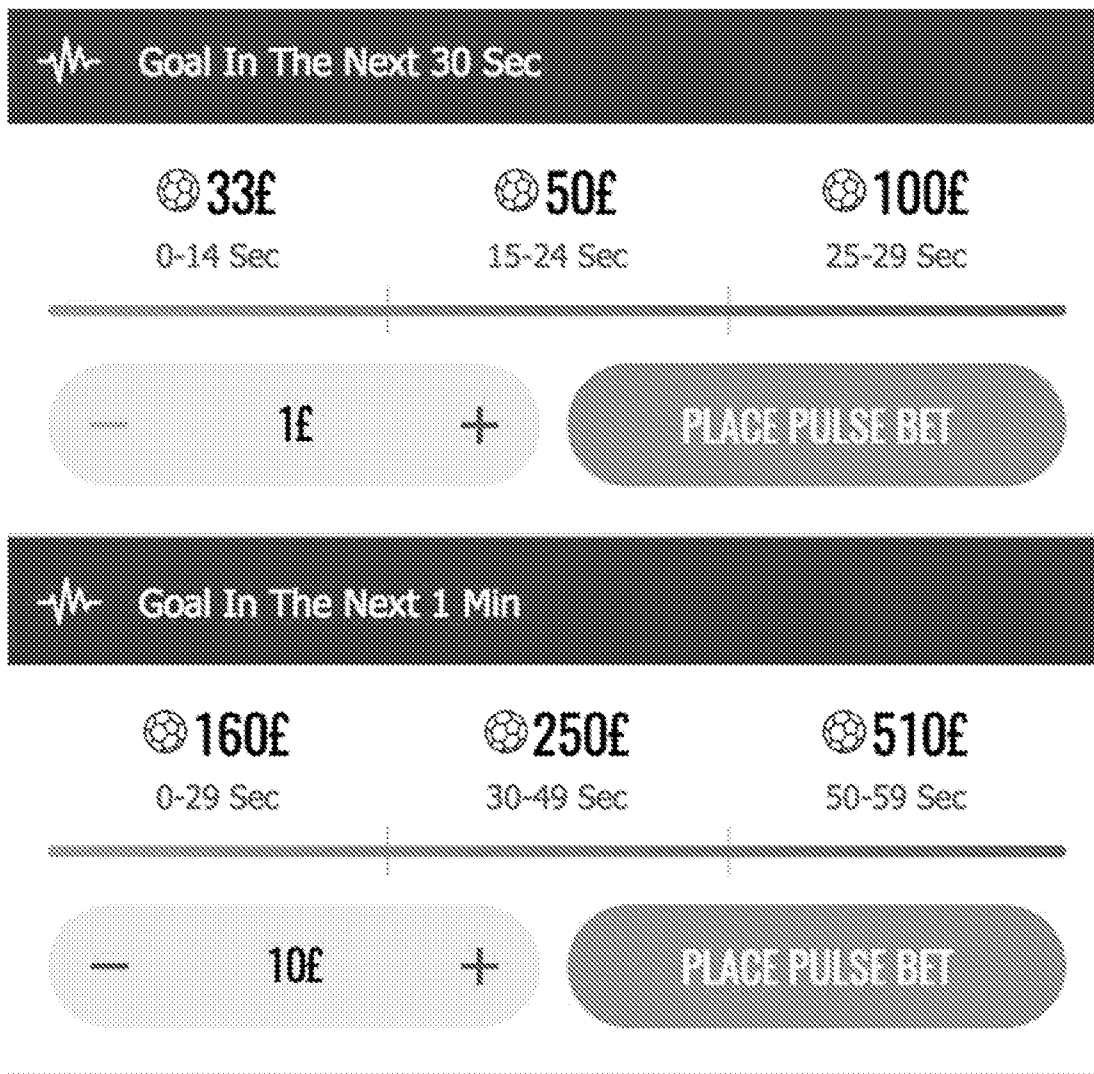 Goal In The Next 30 Sec
33£ 50£ 100£
0-14 Sec 15-24 Sec 25-29 Sec
— 1£ + PLACE PULSE BET
Goal In The Next 1 Min
160£ 250£ 510£
0-29 Sec 30-49 Sec 50-59 Sec
— 10£ + PLACE PULSE BET